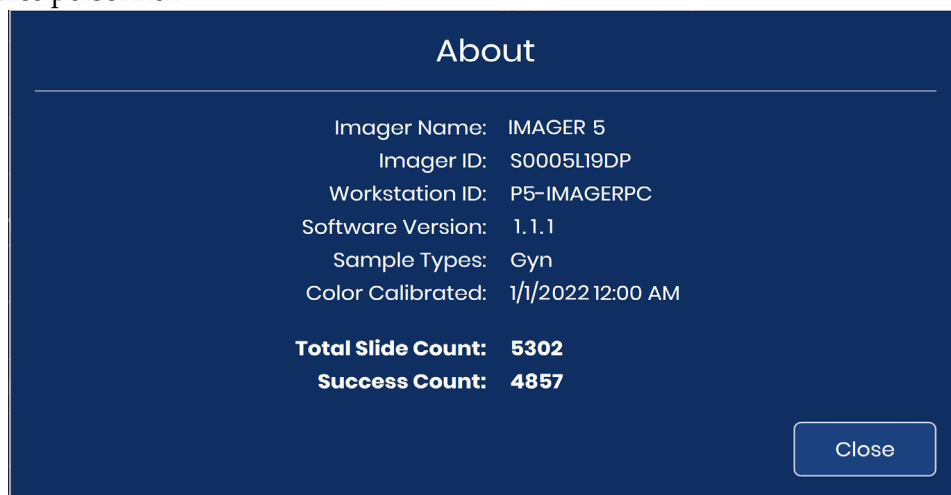 About
Imager Name: IMAGER 5
Imager ID: S0005L19DP
Workstation ID: P5-IMAGERPC
Software Version: 1.1.1
Sample Types: Gyn
Color Calibrated: 1/1/2022 12:00 AM
Total Slide Count: 5302
Success Count: 4857
Close